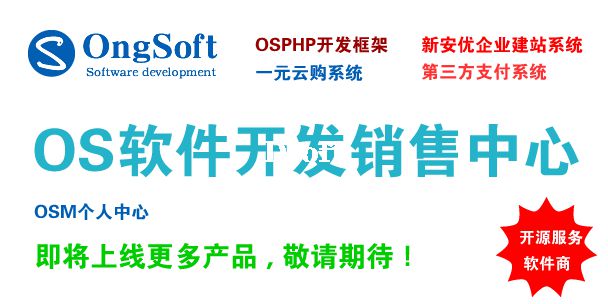 OngSoft
Software development
OSPHP开发框架
新安优企业建站系统
一元云购系统
第三方支付系统
OS软件开发销售中心
OSM个人中心
即将上线更多产品，敬请期待！
开源服务
软件商